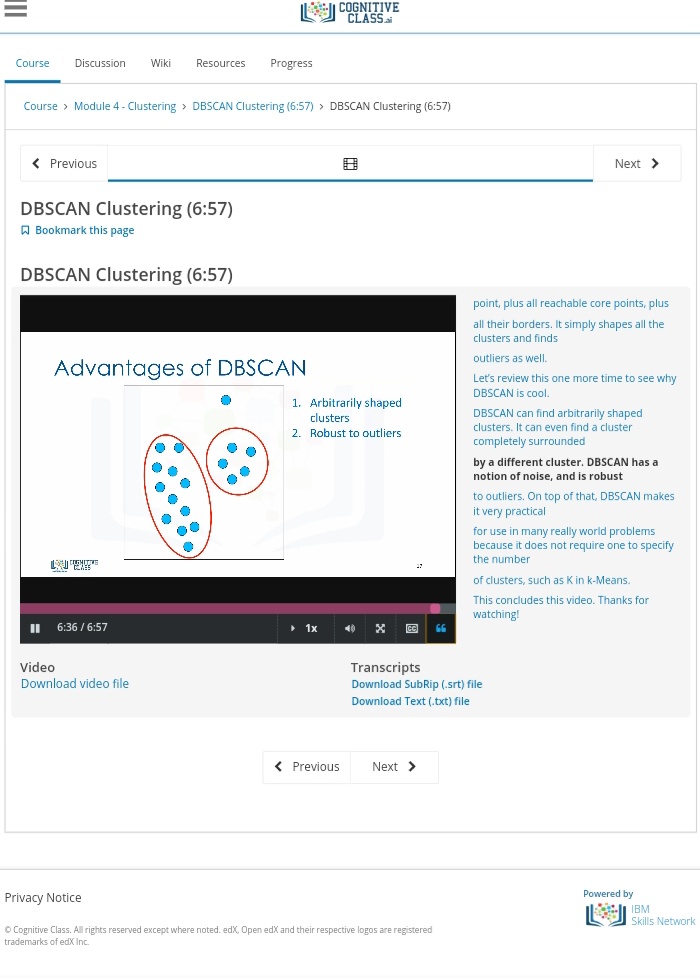 COGNITIVE
CLASS.ai
Course Discussion Wiki Resources Progress
Course > Module 4 - Clustering > DBSCAN Clustering (6:57) > DBSCAN Clustering (6:57)
Previous Next
DBSCAN Clustering (6:57)
Bookmark this page
DBSCAN Clustering (6:57)
Advantages of DBSCAN
1. Arbitrarily shaped
clusters
2. Robust to outliers
COGNITIVE
CLASS
17
6:36 / 6:57 1x CC
point, plus all reachable core points, plus
all their borders. It simply shapes all the
clusters and finds
outliers as well.
Let's review this one more time to see why
DBSCAN is cool.
DBSCAN can find arbitrarily shaped
clusters. It can even find a cluster
completely surrounded
by a different cluster. DBSCAN has a
notion of noise, and is robust
to outliers. On top of that, DBSCAN makes
it very practical
for use in many really world problems
because it does not require one to specify
the number
of clusters, such as K in k-Means.
This concludes this video. Thanks for
watching!
Video
Download video file
Transcripts
Download SubRip (.srt) file
Download Text (.txt) file
Previous Next
Privacy Notice
© Cognitive Class. All rights reserved except where noted. edX, Open edX and their respective logos are registered
trademarks of edX Inc.
Powered by
IBM
Skills Network